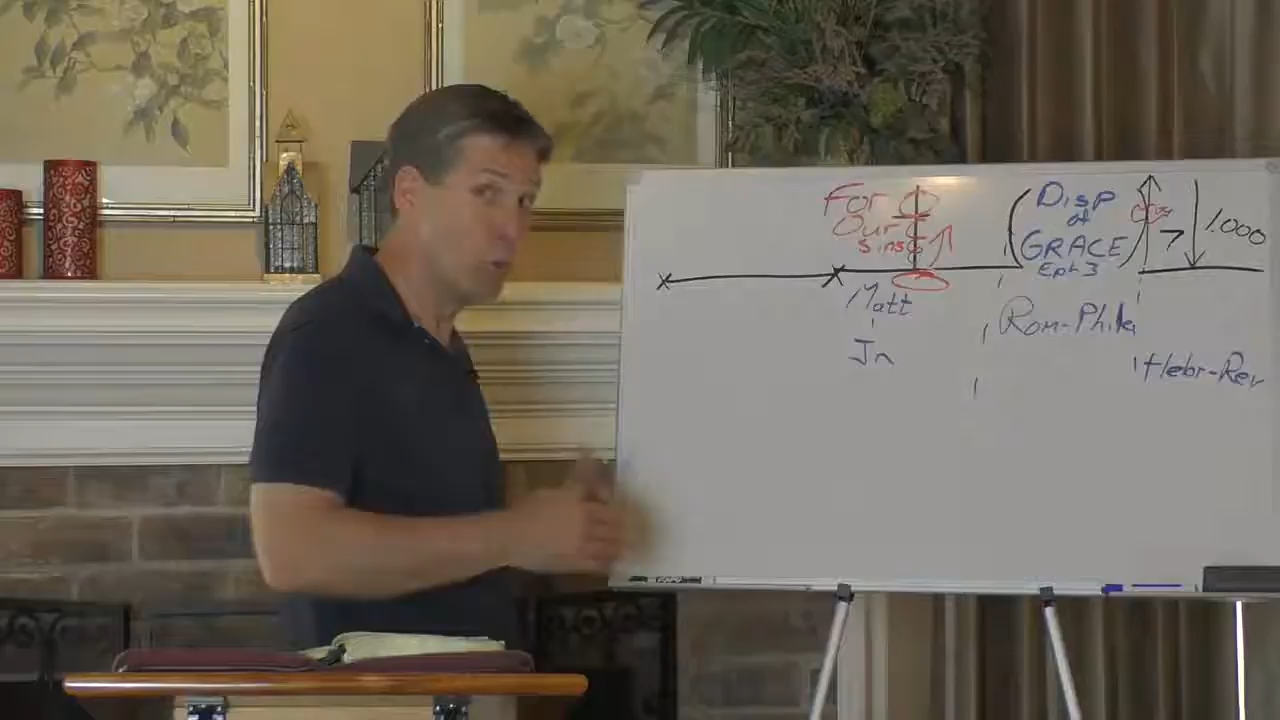 For
Our
Sins
Disp
of
GRACE
Eph 3
7
1,000
Matt
Jn
Rom-Phile
Hebr-Rev